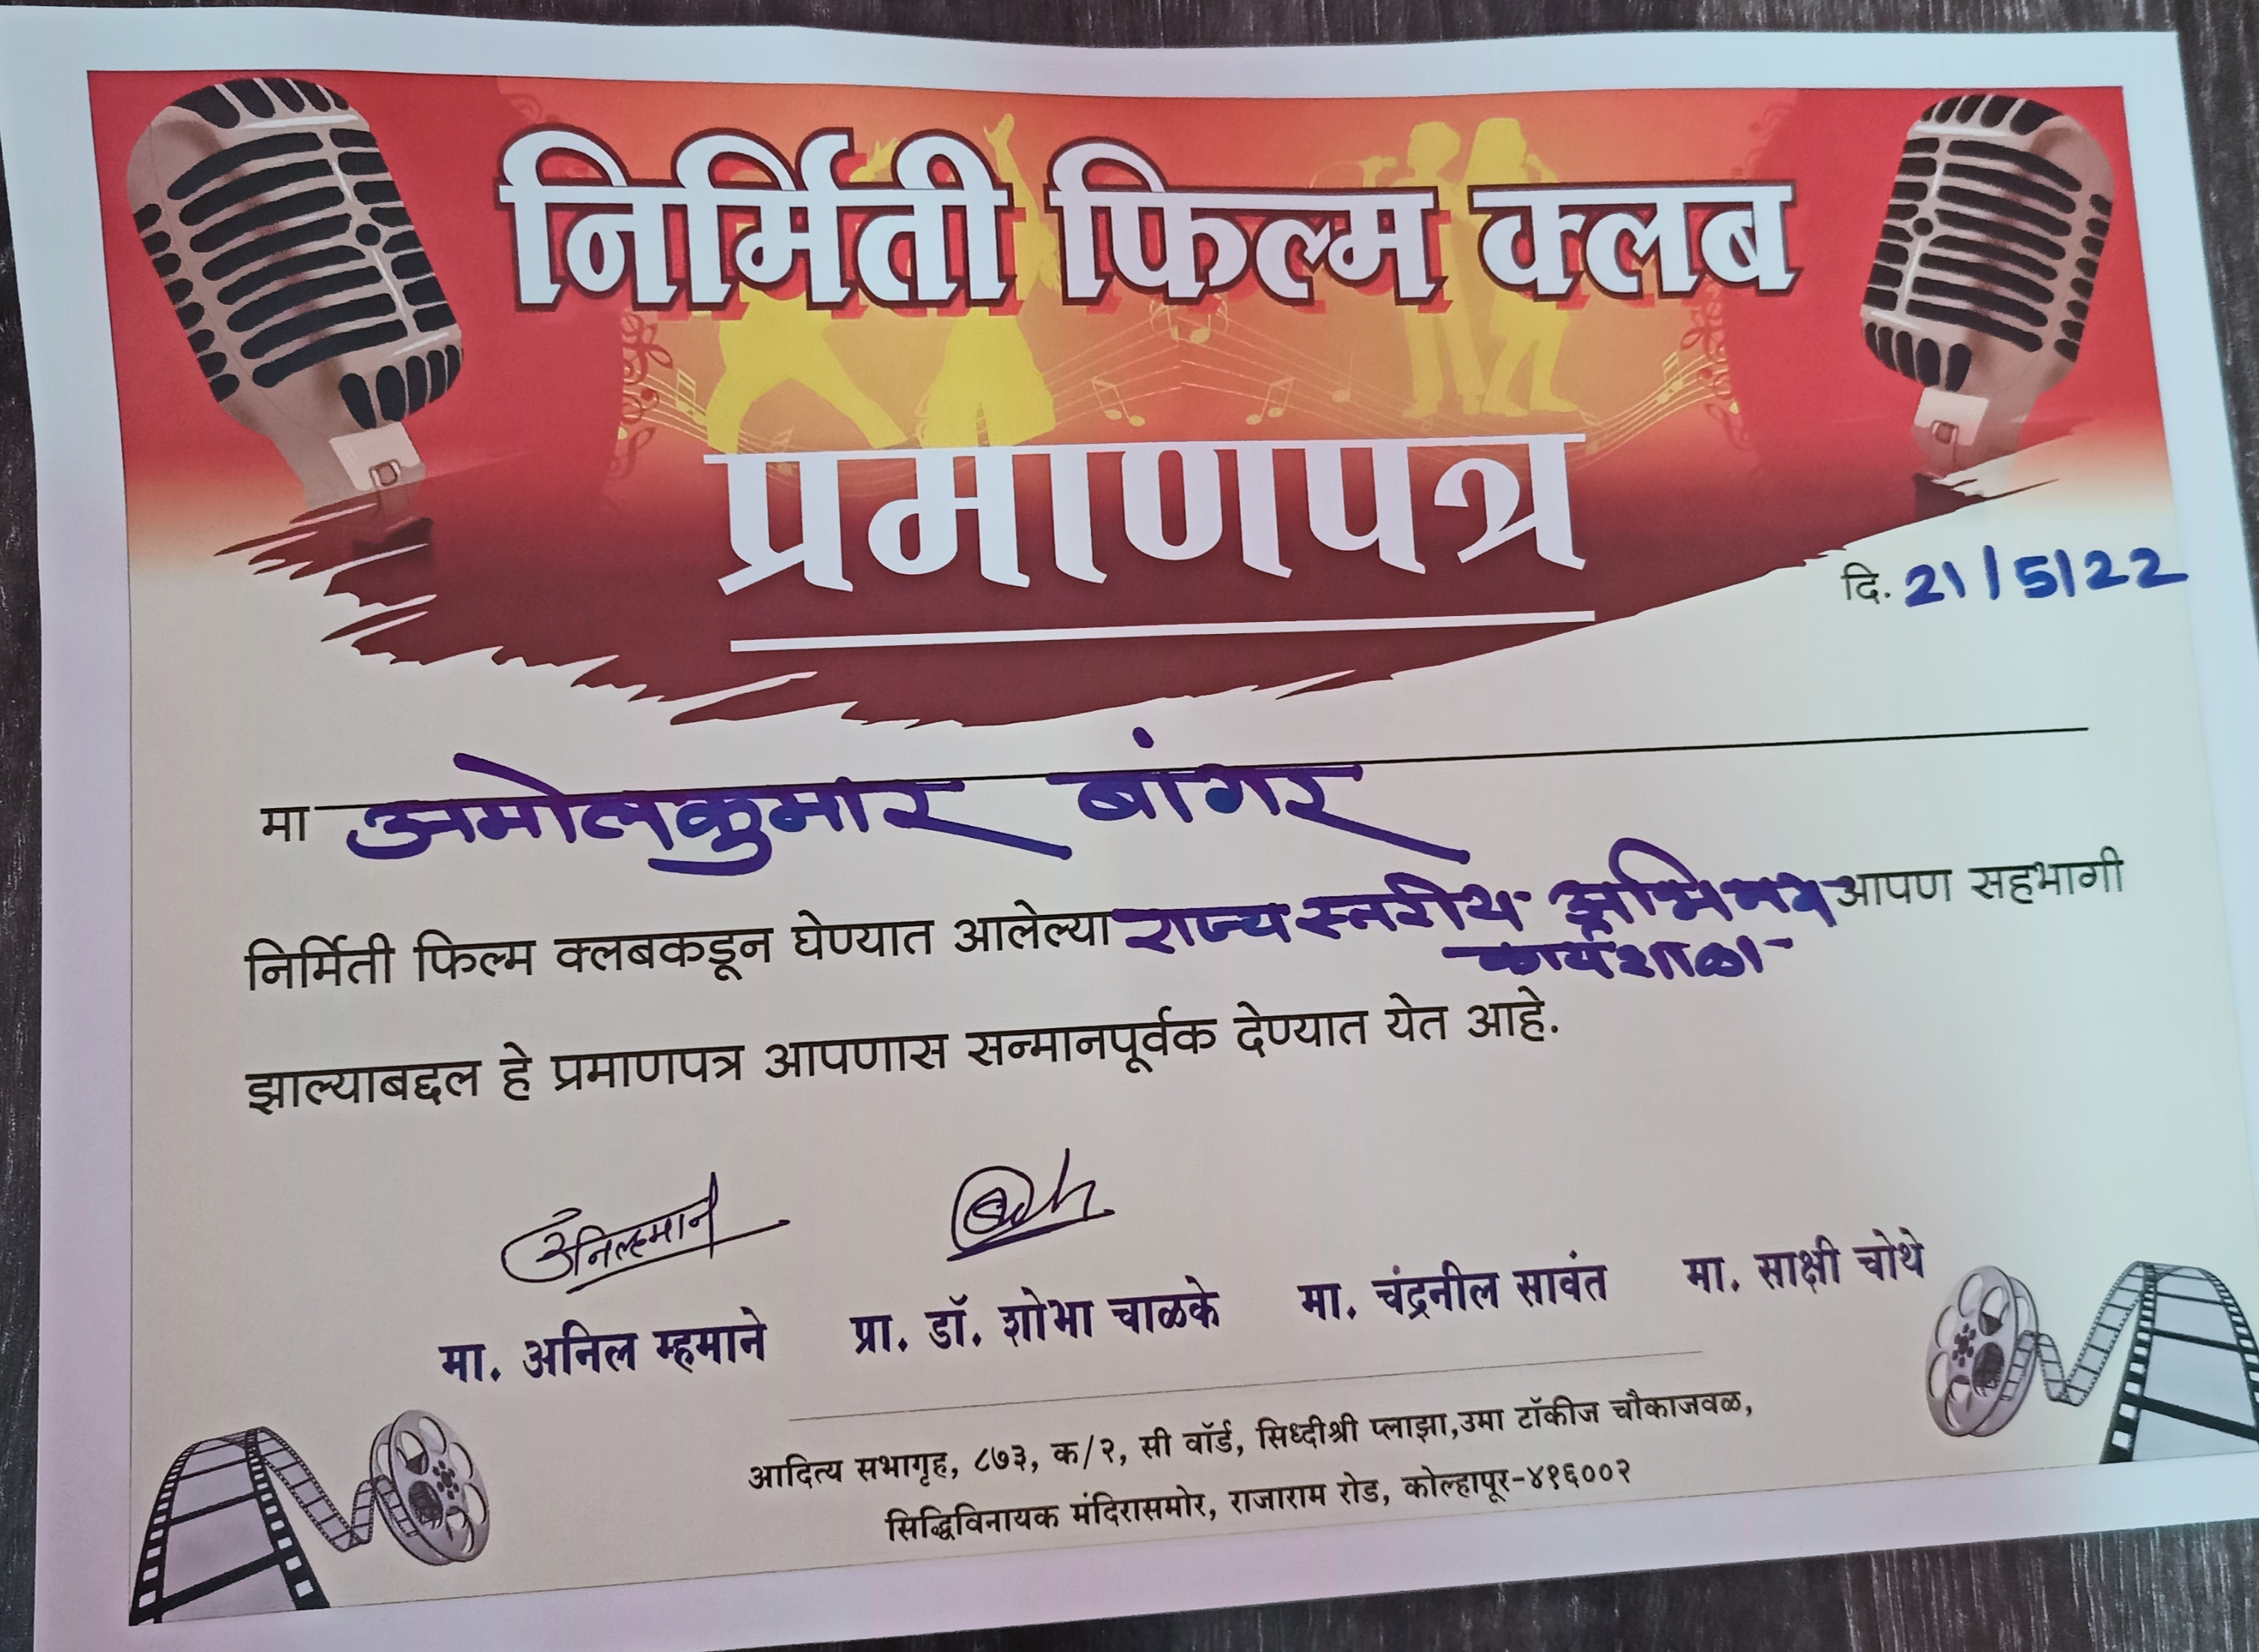 निर्मिती फिल्म क्लब
प्रमाणपत्र
दि. 21/5/22
मा अमोलकुमार बांगर
निर्मिती फिल्म क्लबकडून घेण्यात आलेल्या राज्यस्तरीय अभिनय आपण सहभागी
कार्यशाळा
झाल्याबद्दल हे प्रमाणपत्र आपणास सन्मानपूर्वक देण्यात येत आहे.
अनिल म्हमाने
मा. अनिल म्हमाने प्रा. डॉ. शोभा चाळके मा. चंद्रनील सावंत मा. साक्षी चोथे
आदित्य सभागृह, ८७३, क/२, सी वॉर्ड, सिध्दीश्री प्लाझा,उमा टॉकीज चौकाजवळ,
सिद्धिविनायक मंदिरासमोर, राजाराम रोड, कोल्हापूर-४१६००२